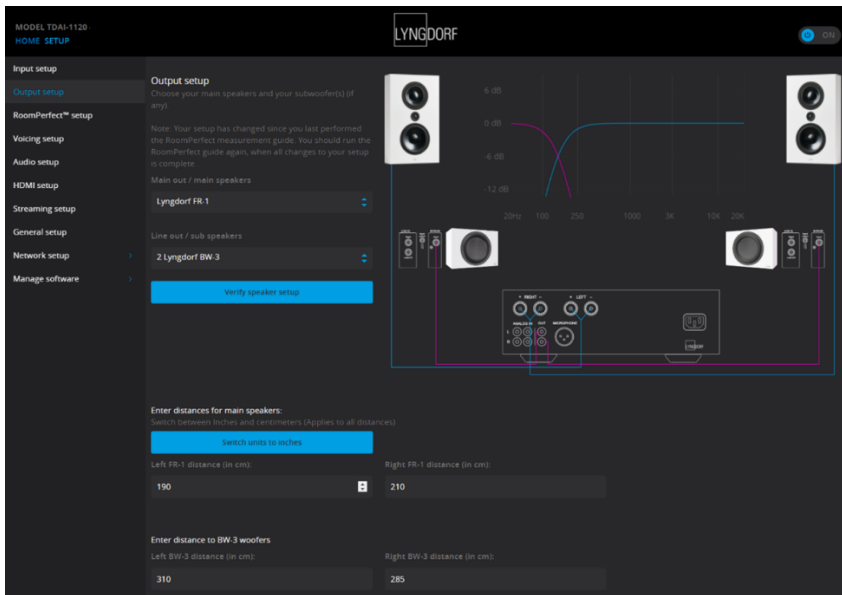 MODEL TDAI-1120
HOME SETUP
LYNGDORF
ON
Input setup
Output setup
RoomPerfect™ setup
Voicing setup
Audio setup
HDMI setup
Streaming setup
General setup
Network setup
Manage software
Output setup
Choose your main speakers and your subwoofer(s) (if
any)
Note: Your setup has changed since you last performed
the RoomPerfect measurement guide. You should run the
RoomPerfect guide again, when all changes to your setup
is complete
Main out / main speakers
Lyngdorf FR-1
Line out / sub speakers
2 Lyngdorf BW-3
Verify speaker setup
6 dB
0 dB
-6 dB
-12 dB
20Hz 100 250 1000 3K 10K 20K
+ RIGHT - + LEFT -
ANALOG IN OUT MICROPHONE
L
R
LYNGDORF
Enter distances for main speakers:
Switch between Inches and centimeters (Applies to all distances)
Switch units to inches
Left FR-1 distance (in cm):
Right FR-1 distance (in cm):
190
210
Enter distance to BW-3 woofers
Left BW-3 distance (in cm):
Right BW-3 distance (in cm):
310
285